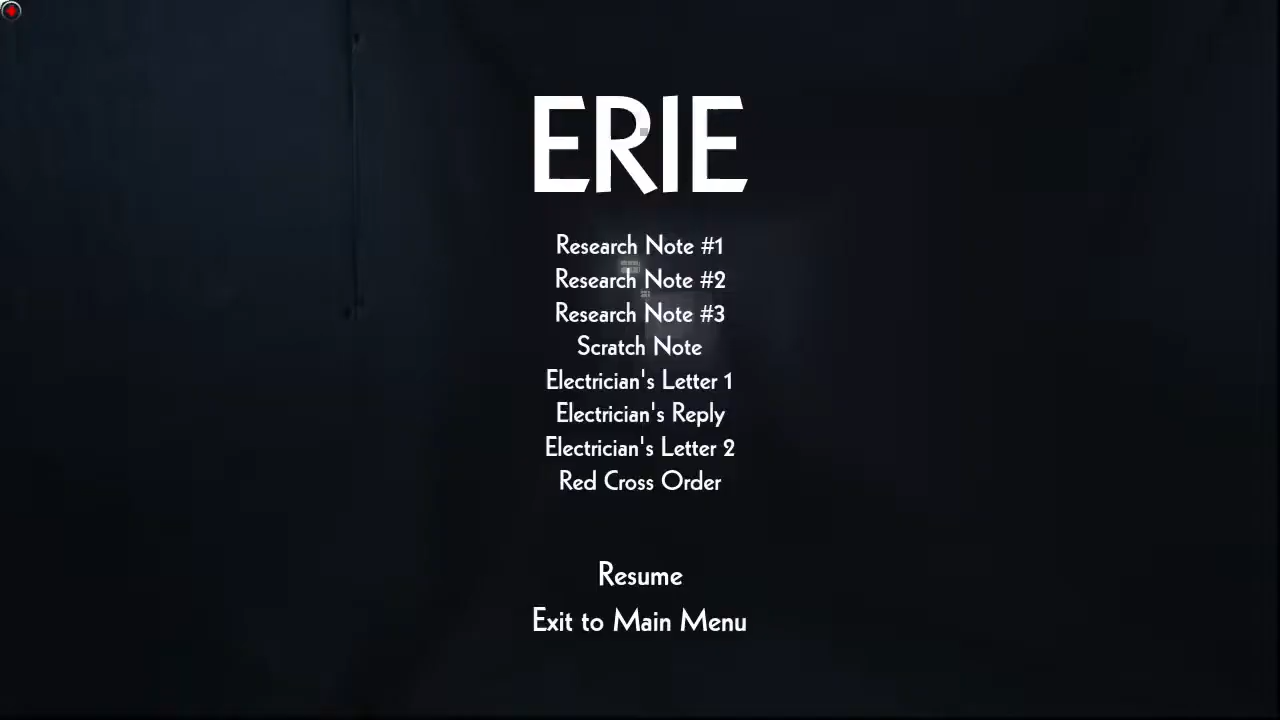 ERIE
Research Note #1
Research Note #2
Research Note #3
Scratch Note
Electrician's Letter 1
Electrician's Reply
Electrician's Letter 2
Red Cross Order
Resume
Exit to Main Menu